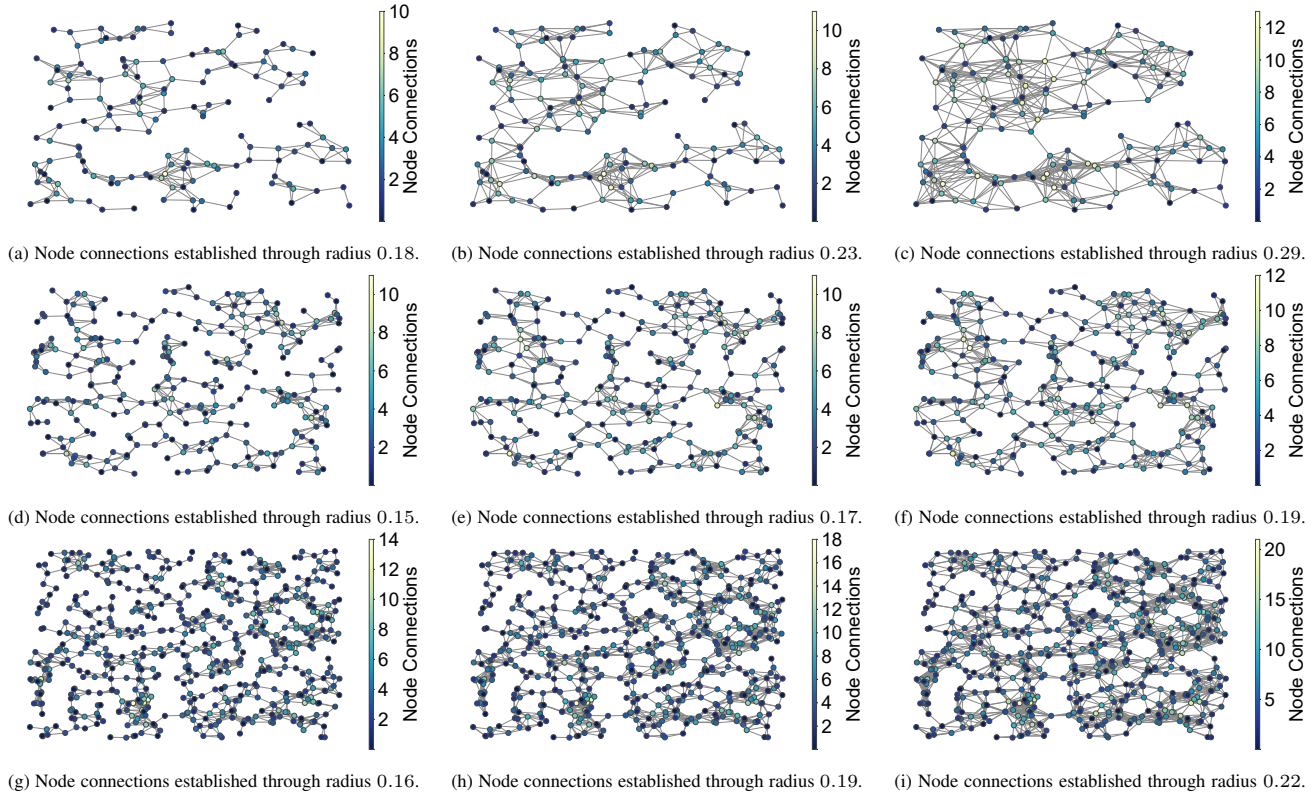 10
8
6
4
2
Node Connections
10
8
6
4
2
Node Connections
12
10
8
6
4
2
Node Connections
(a) Node connections established through radius 0.18.
(b) Node connections established through radius 0.23.
(c) Node connections established through radius 0.29.
10
8
6
4
2
Node Connections
10
8
6
4
2
Node Connections
12
10
8
6
4
2
Node Connections
(d) Node connections established through radius 0.15.
(e) Node connections established through radius 0.17.
(f) Node connections established through radius 0.19.
14
12
10
8
6
4
2
Node Connections
18
16
14
12
10
8
6
4
2
Node Connections
20
15
10
5
Node Connections
(g) Node connections established through radius 0.16.
(h) Node connections established through radius 0.19.
(i) Node connections established through radius 0.22.